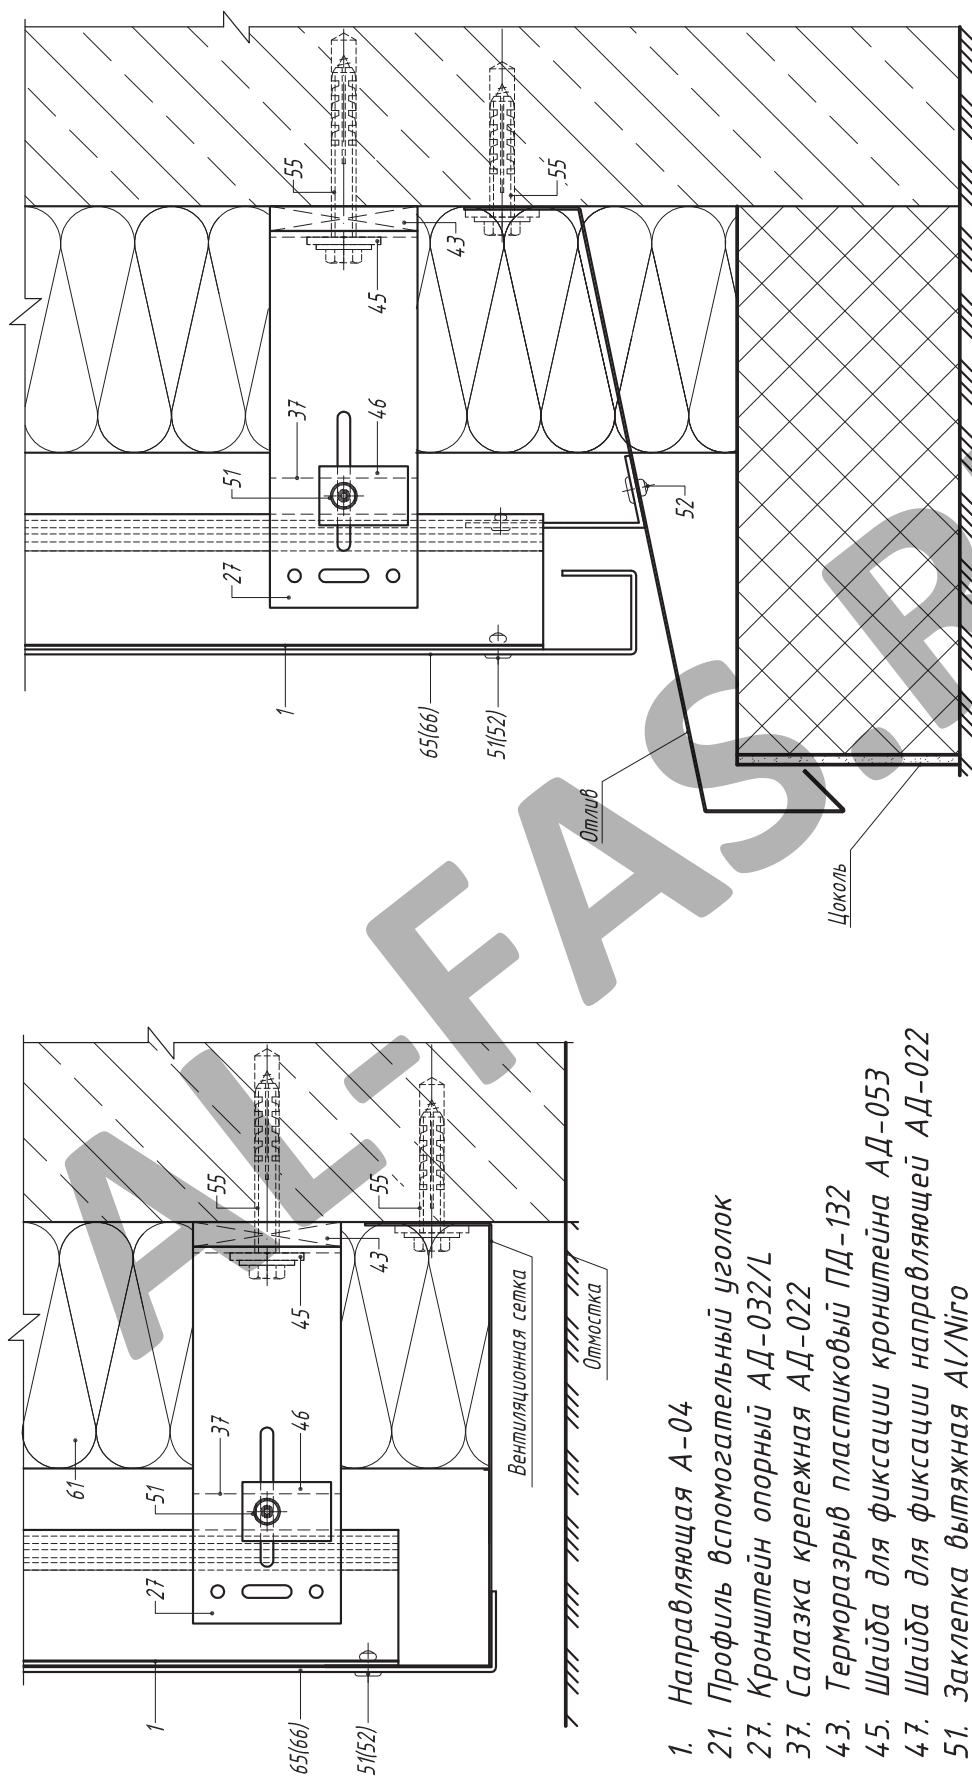 55
55
43
45
37
46
51
52
27
1
65(66)
51(52)
Отлив
Цоколь
55
55
43
45
61
37
46
51
27
1
65(66)
51(52)
Вентиляционная сетка
Отмостка
1. Направляющая А-04
21. Профиль вспомогательный уголок
27. Кронштейн опорный АД-032/L
37. Салазка крепежная АД-022
43. Терморазрыв пластиковый ПД-132
45. Шайба для фиксации кронштейна АД-053
47. Шайба для фиксации направляющей АД-022
51. Заклепка вытяжная Al/Niro
AL-FAS.R